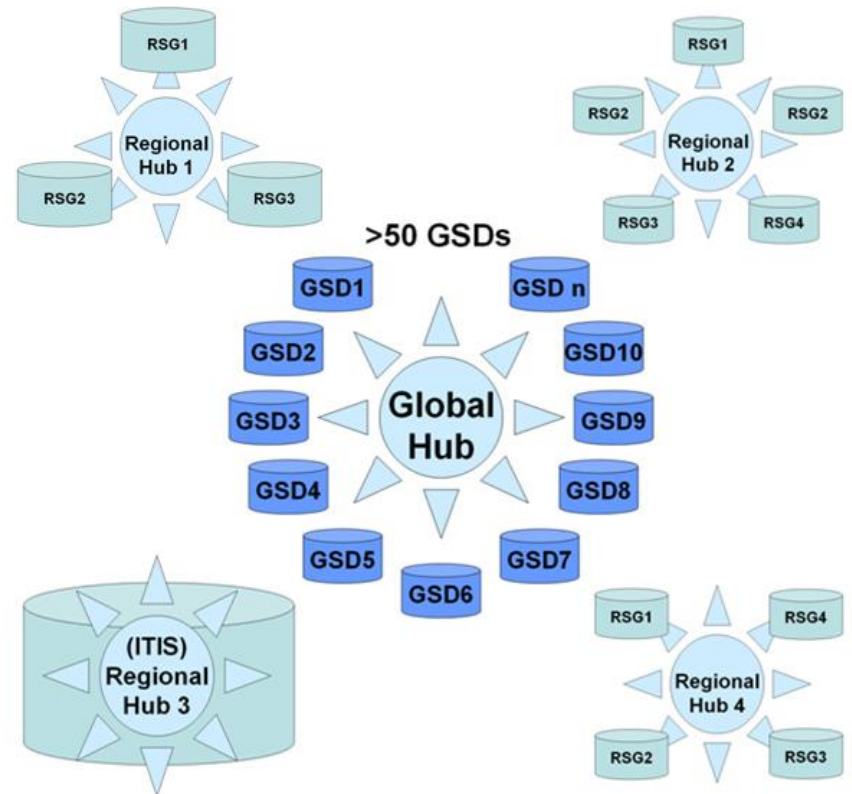 RSG1
Regional
Hub 1
RSG2
RSG3
RSG1
RSG2
RSG2
Regional
Hub 2
RSG3
RSG4
>50 GSDs
GSD1
GSD n
GSD2
GSD10
GSD3
Global
Hub
GSD9
GSD4
GSD8
GSD5
GSD7
GSD6
(ITIS)
Regional
Hub 3
RSG1
RSG4
Regional
Hub 4
RSG2
RSG3